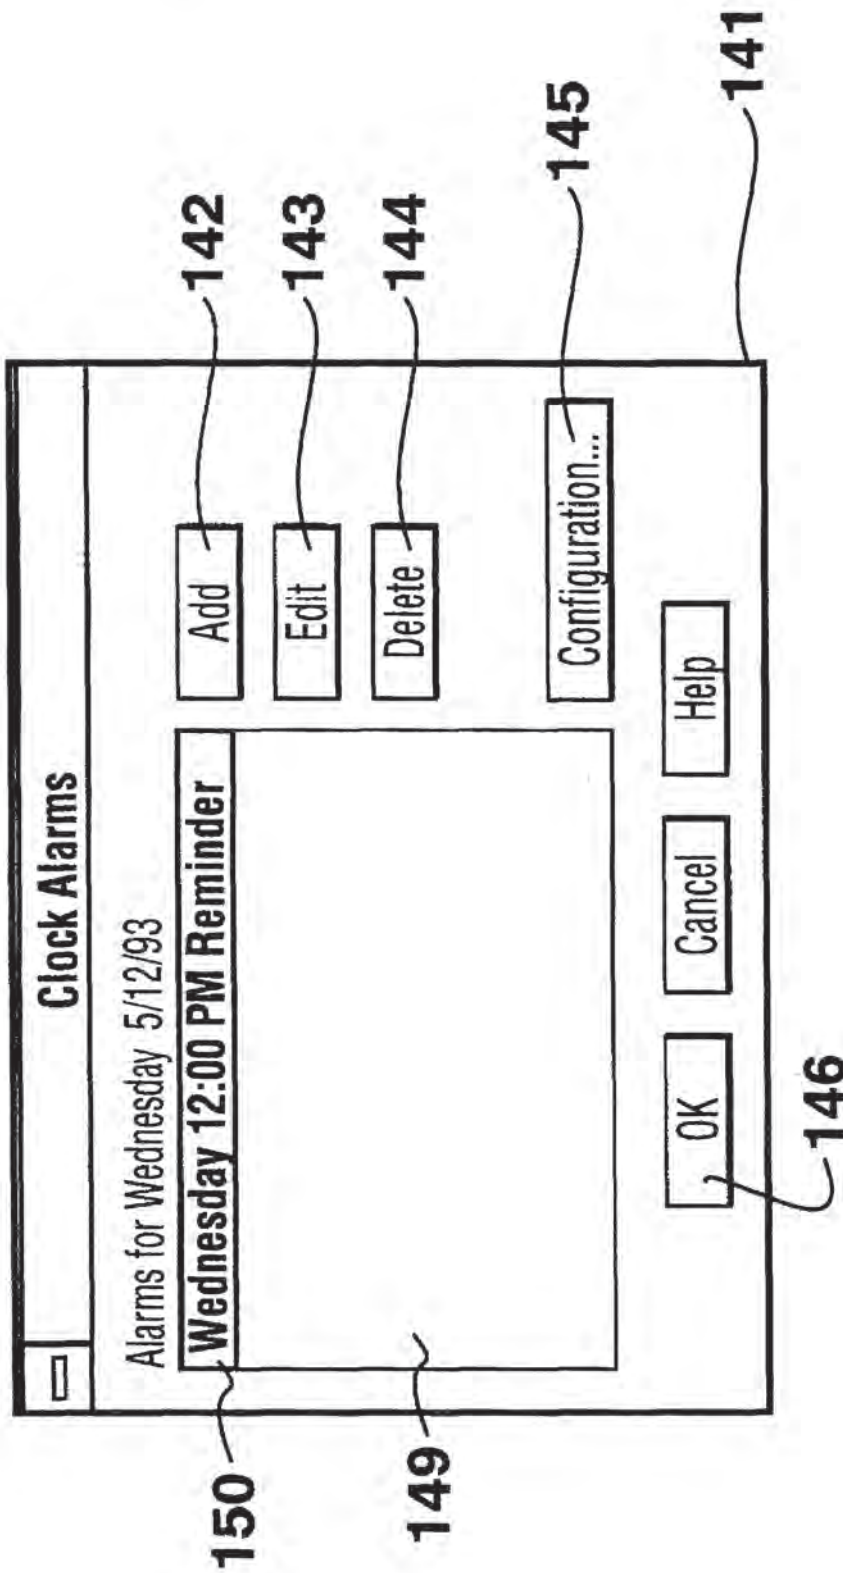 Clock Alarms
Alarms for Wednesday 5/12/93
Wednesday 12:00 PM Reminder
Add
Edit
Delete
Configuration...
OK
Cancel
Help
150
149
142
143
144
145
141
146